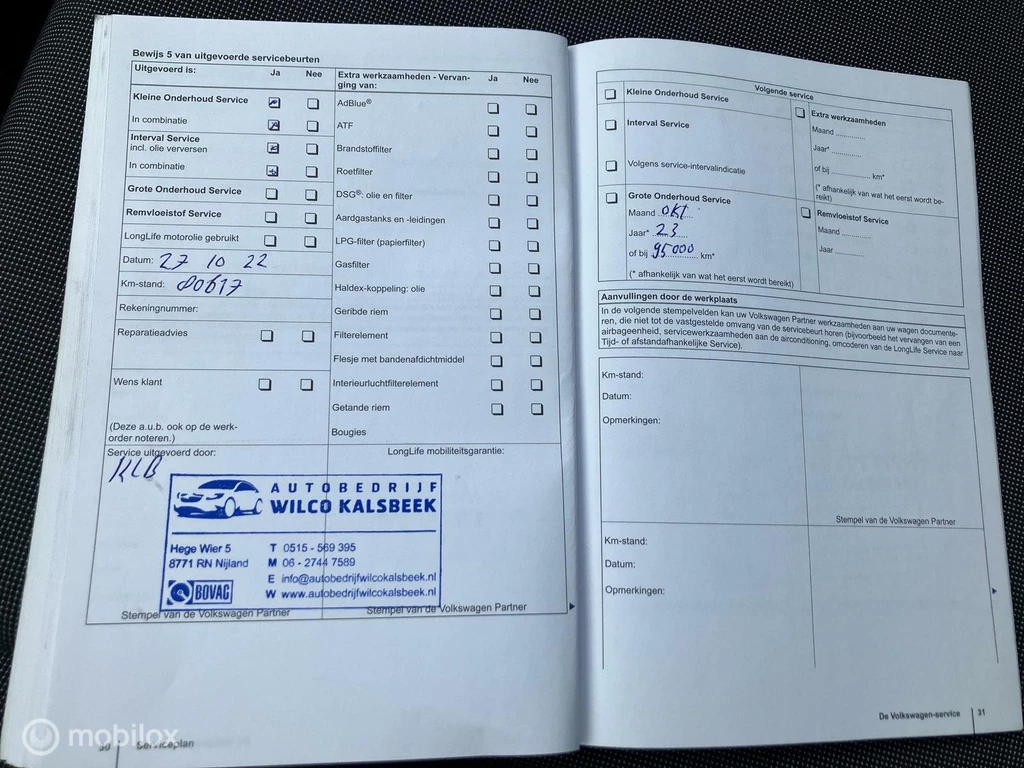 Bewijs 5 van uitgevoerde servicebeurten
Uitgevoerd is: Ja Nee
Kleine Onderhoud Service
In combinatie
Interval Service
incl. olie verversen
In combinatie
Grote Onderhoud Service
Remvloeistof Service
LongLife motorolie gebruikt
Datum: 27 10 22
Km-stand: 80617
Rekeningnummer:
Reparatieadvies
Wens klant
(Deze a.u.b. ook op de werk-
order noteren.)
Extra werkzaamheden - Vervan-
ging van: Ja Nee
AdBlue®
ATF
Brandstoffilter
Roetfilter
DSG®: olie en filter
Aardgastanks en -leidingen
LPG-filter (papierfilter)
Gasfilter
Haldex-koppeling: olie
Geribde riem
Filterelement
Flesje met bandenafdichtmiddel
Interieurluchtfilterelement
Getande riem
Bougies
Service uitgevoerd door:
KLB
LongLife mobiliteitsgarantie:
AUTOBEDRIJF
WILCO KALSBEEK
Hege Wier 5
8771 RN Nijland
BOVAG
T 0515 - 569 395
M 06 - 2744 7589
E info@autobedrijfwilcokalsbeek.nl
W www.autobedrijfwilcokalsbeek.nl
Stempel van de Volkswagen Partner
Stempel van de Volkswagen Partner
30 Serviceplan
mobilox
Volgende service
Kleine Onderhoud Service
Interval Service
Volgens service-intervalindicatie
Grote Onderhoud Service
Maand okt
Jaar* 23
of bij 95000 km*
(* afhankelijk van wat het eerst wordt bereikt)
Extra werkzaamheden
Maand ............
Jaar* ............
of bij ............ km*
(* afhankelijk van wat het eerst wordt be-
reikt)
Remvloeistof Service
Maand ............
Jaar ............
Aanvullingen door de werkplaats
In de volgende stempelvelden kan uw Volkswagen Partner werkzaamheden aan uw wagen documente-
ren, die niet tot de vastgestelde omvang van de servicebeurt horen (bijvoorbeeld het vervangen van een
airbageenheid, servicewerkzaamheden aan de airconditioning, omcoderen van de LongLife Service naar
Tijd- of afstandafhankelijke Service).
Km-stand:
Datum:
Opmerkingen:
Stempel van de Volkswagen Partner
Km-stand:
Datum:
Opmerkingen:
De Volkswagen-service 31